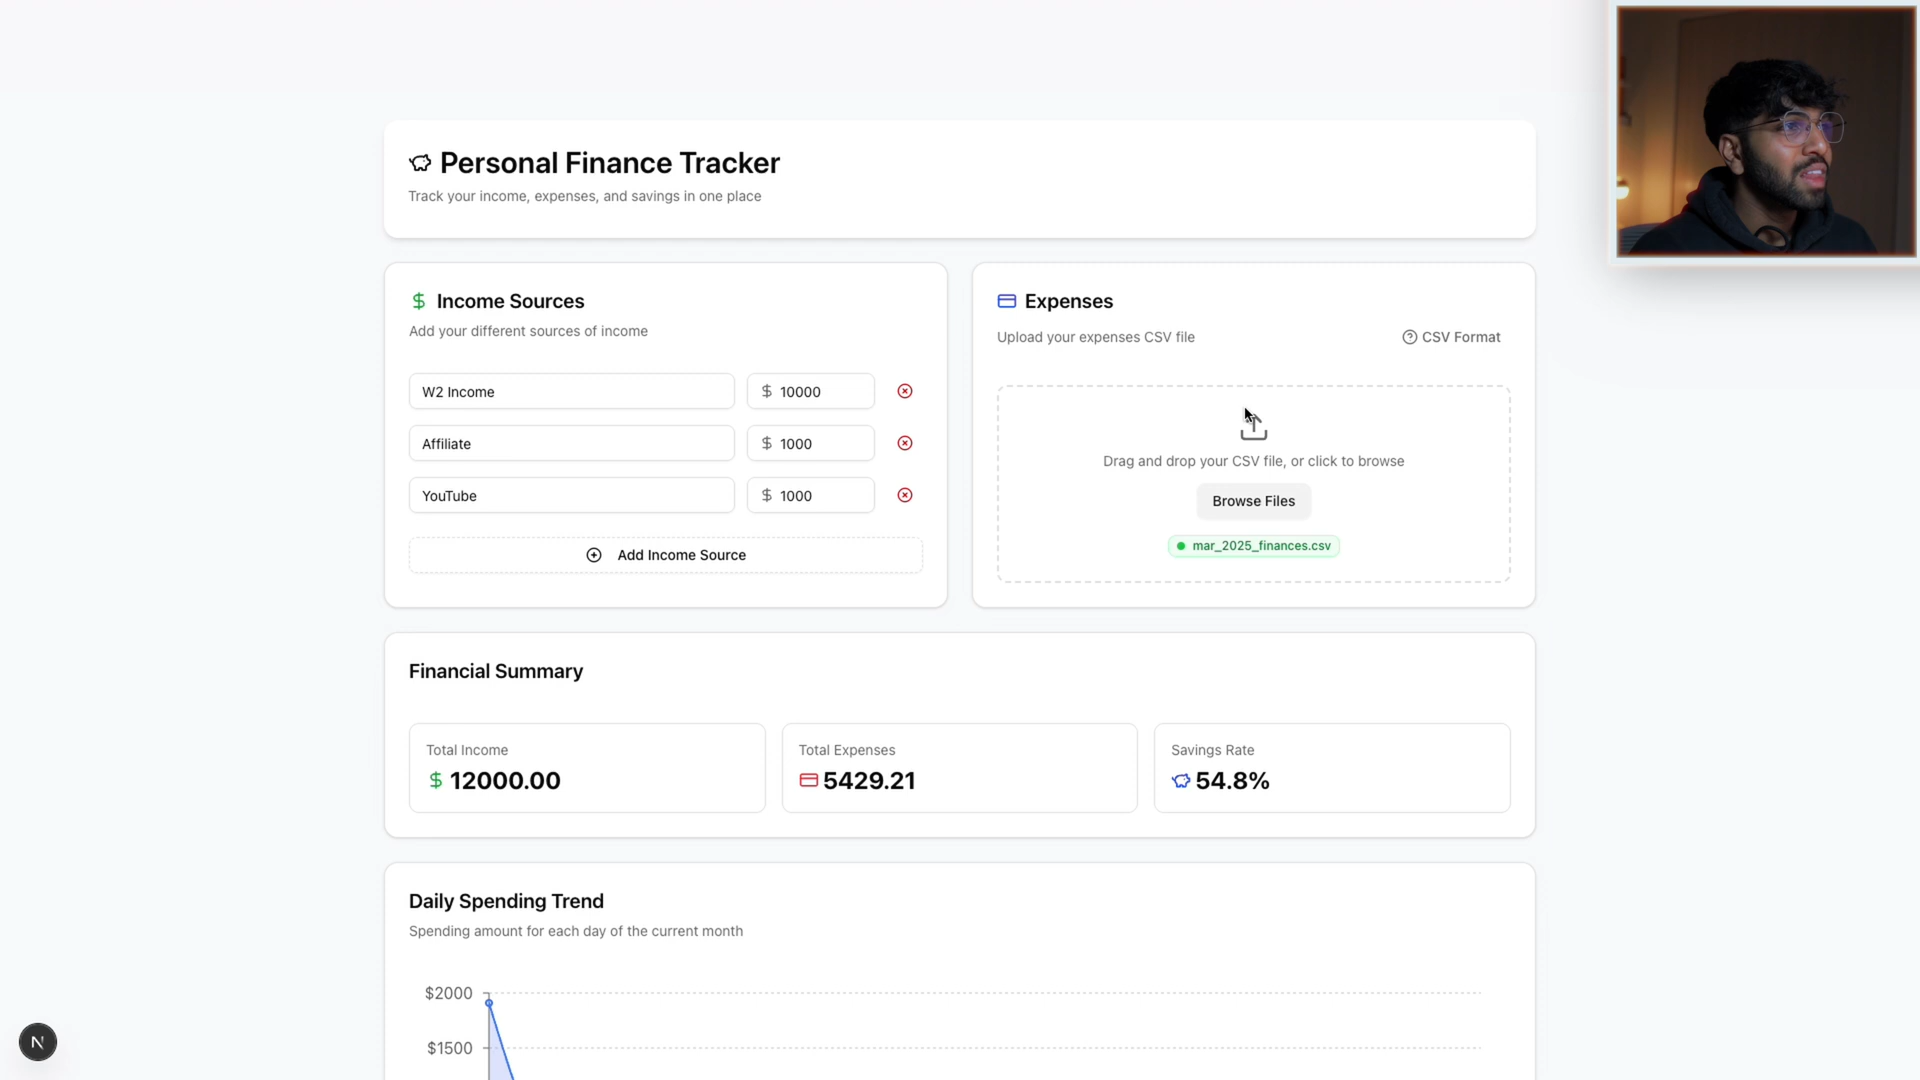 Personal Finance Tracker
Track your income, expenses, and savings in one place
Income Sources
Add your different sources of income
W2 Income
$ 10000
Affiliate
$ 1000
YouTube
$ 1000
Add Income Source
Expenses
Upload your expenses CSV file
CSV Format
Drag and drop your CSV file, or click to browse
Browse Files
mar_2025_finances.csv
Financial Summary
Total Income
$ 12000.00
Total Expenses
5429.21
Savings Rate
54.8%
Daily Spending Trend
Spending amount for each day of the current month
$2000
$1500
N